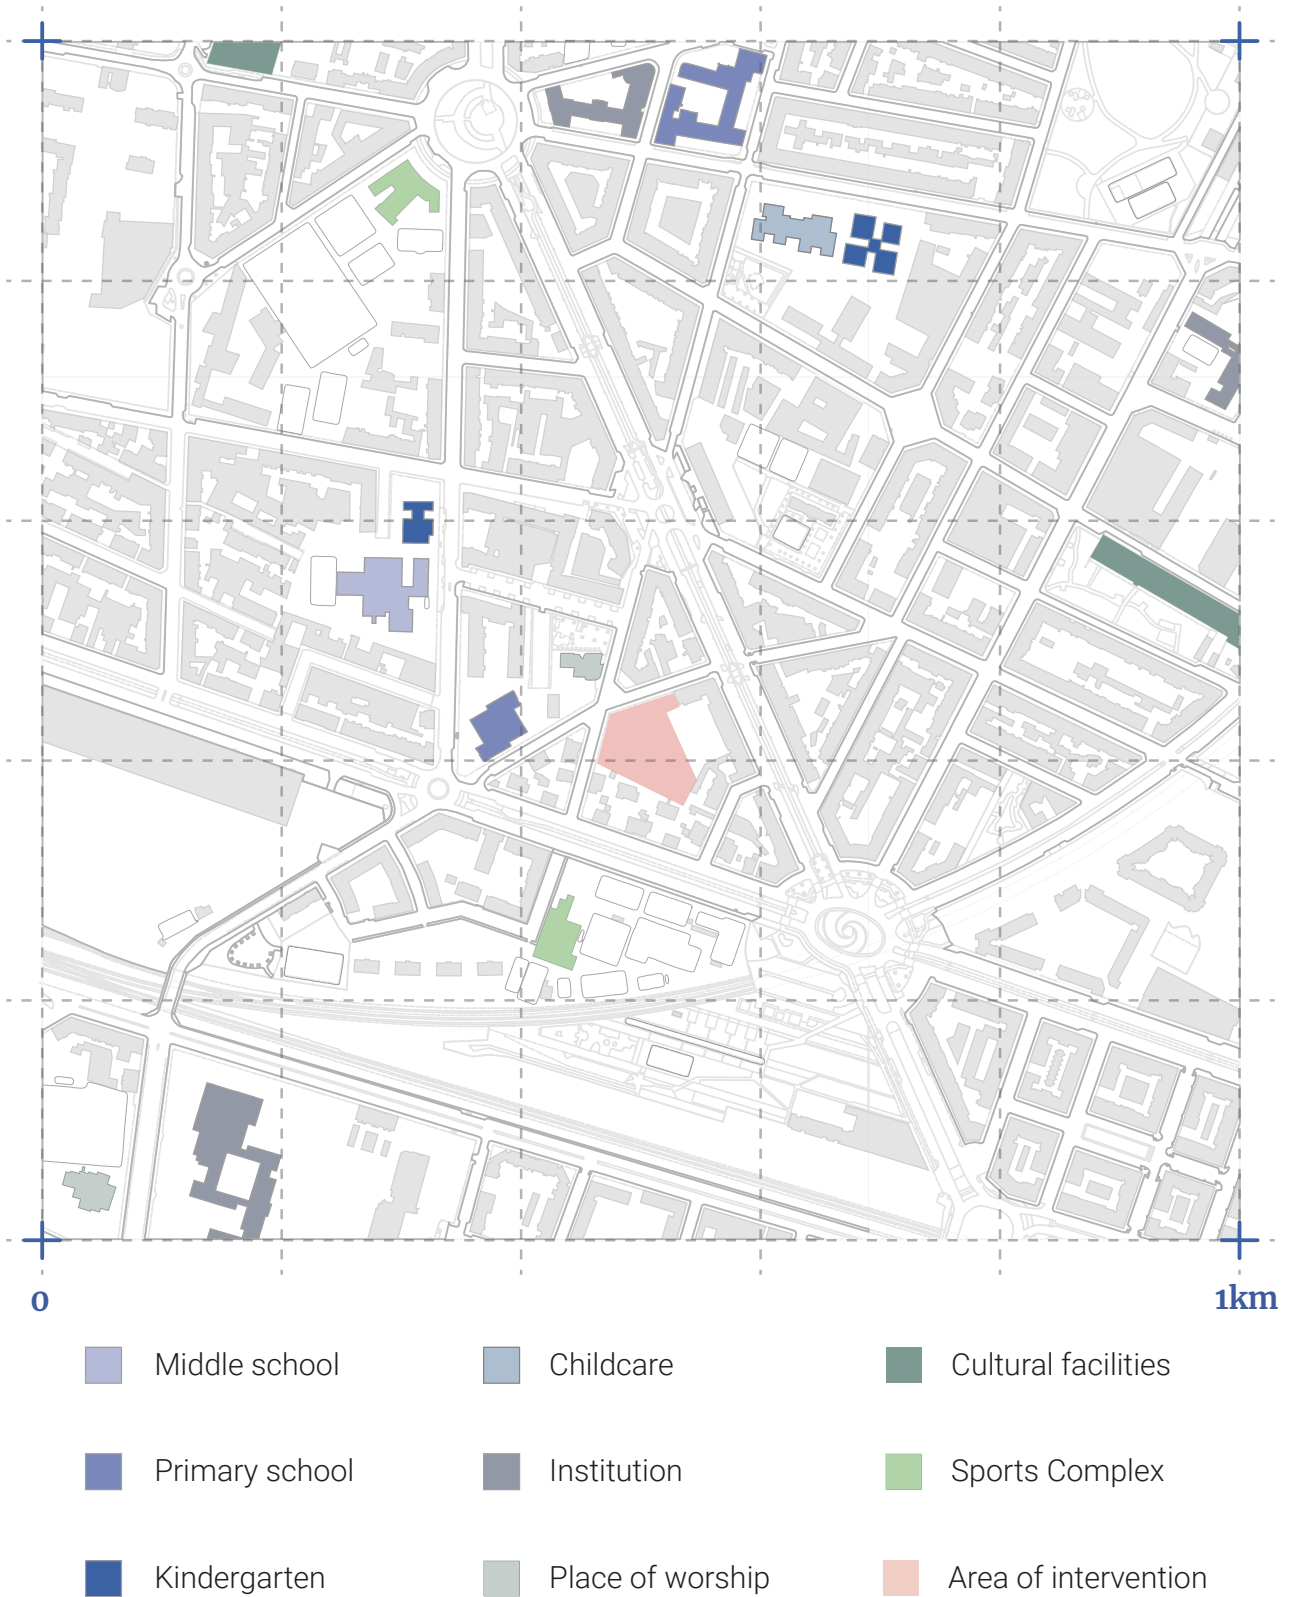 0 1km
Middle school Childcare Cultural facilities
Primary school Institution Sports Complex
Kindergarten Place of worship Area of intervention